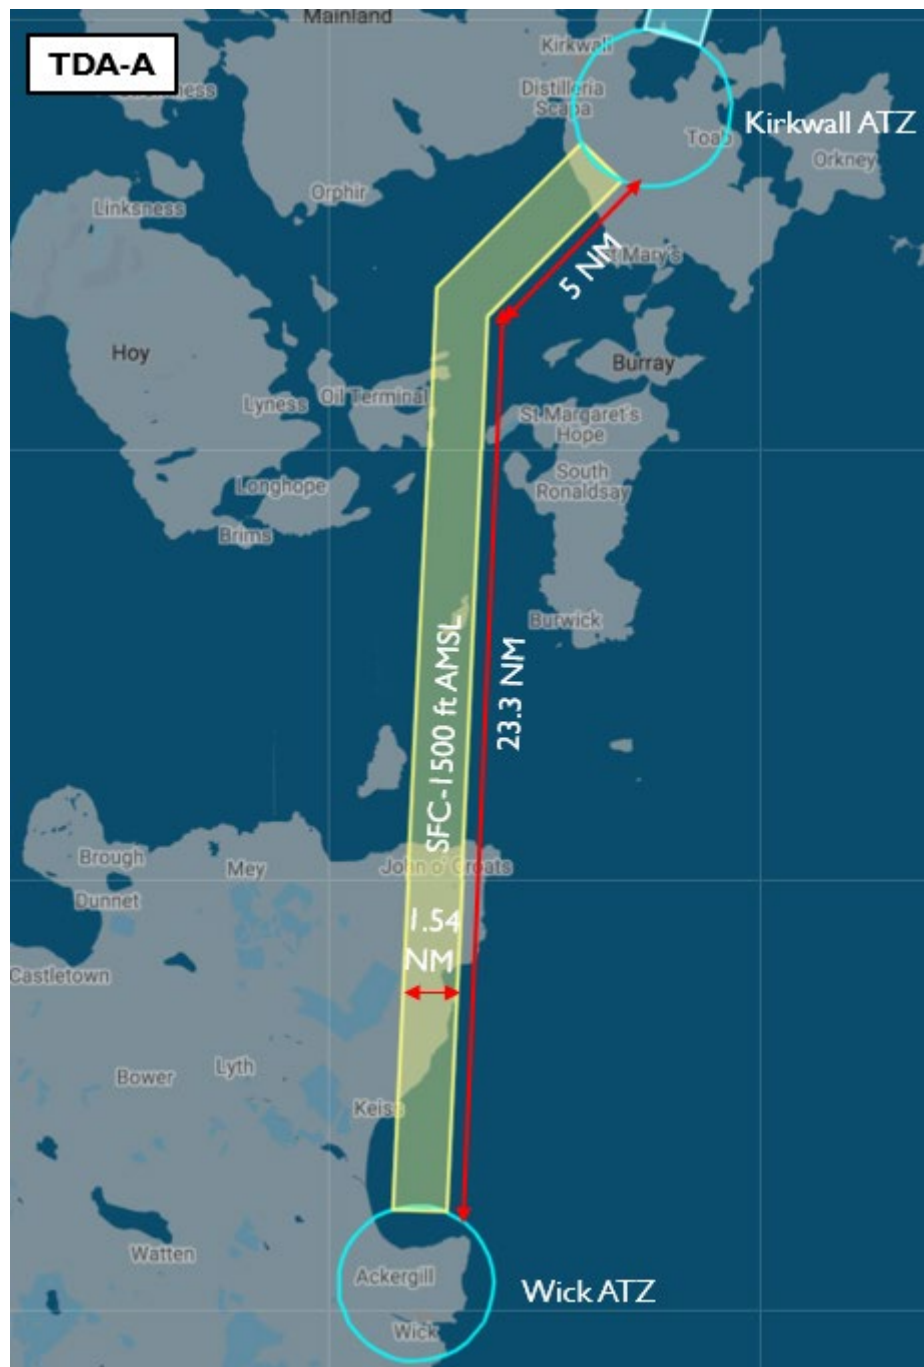 Mainland
TDA-A
Kirkwall
Distilleria
Scapa
Kirkwall ATZ
Toab
Orkney
Orphir
Linksness
St Mary's
5 NM
Hoy
Burray
Oil Terminal
Lyness
St Margaret's
Hope
South
Ronaldsay
Longhope
Brims
Burwick
SFC-1500 ft AMSL
23.3 NM
Brough
Mey
John o' Groats
Dunnet
1.54
NM
Castletown
Lyth
Bower
Keiss
Watten
Ackergill
Wick ATZ
Wick